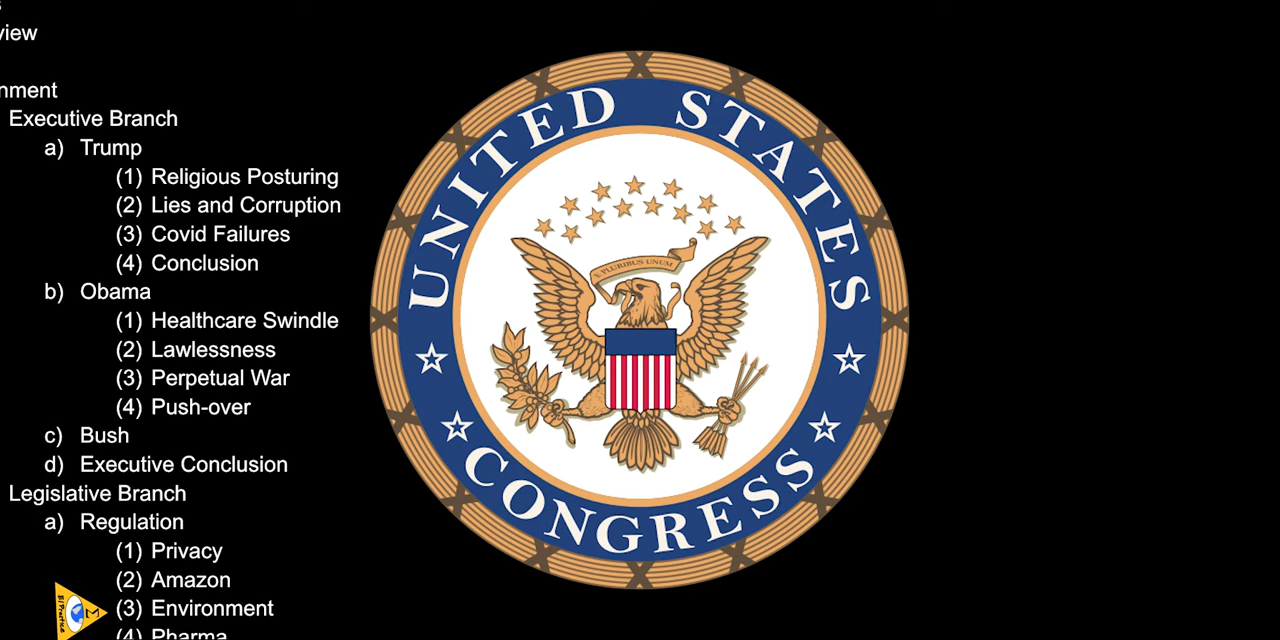 view
nment
Executive Branch
a) Trump
(1) Religious Posturing
(2) Lies and Corruption
(3) Covid Failures
(4) Conclusion
b) Obama
(1) Healthcare Swindle
(2) Lawlessness
(3) Perpetual War
(4) Push-over
c) Bush
d) Executive Conclusion
Legislative Branch
a) Regulation
(1) Privacy
(2) Amazon
(3) Environment
(4) Pharma
UNITED STATES
E PLURIBUS UNUM
CONGRESS